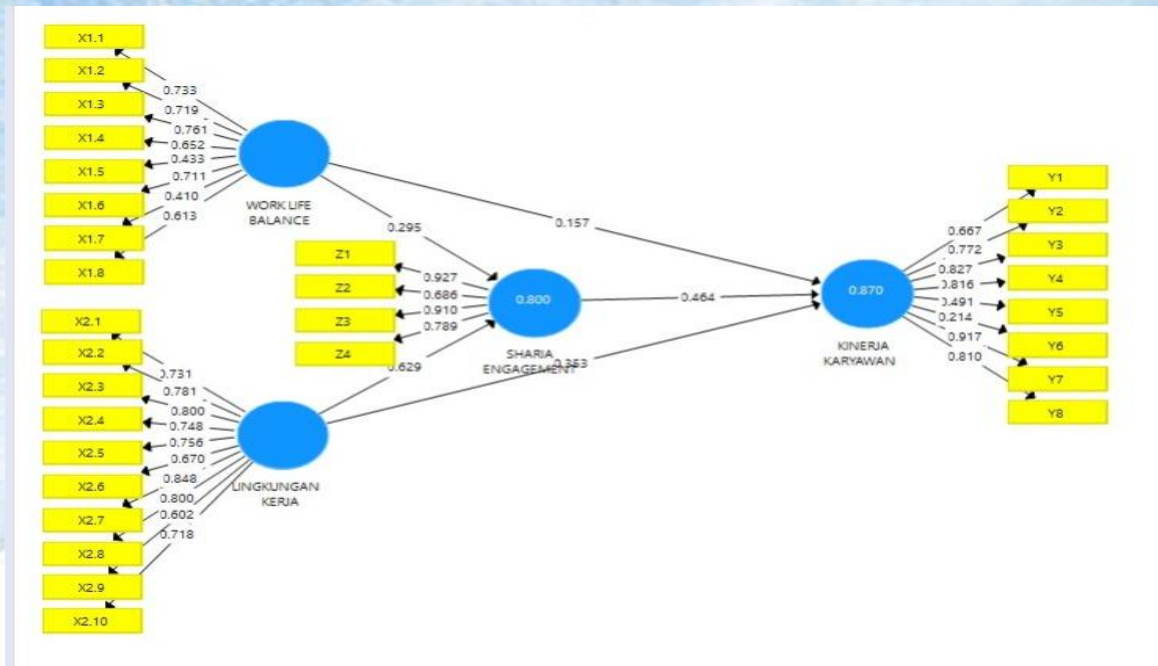 X1.1
X1.2
X1.3
X1.4
X1.5
X1.6
X1.7
X1.8
0.733
0.719
0.761
0.652
0.433
0.711
0.410
0.613
WORK LIFE
BALANCE
0.295
0.157
Z1
Z2
Z3
Z4
0.927
0.686
0.910
0.789
0.800
SHARIA
ENGAGEMENT
0.464
0.629
0.353
X2.1
X2.2
X2.3
X2.4
X2.5
X2.6
X2.7
X2.8
X2.9
X2.10
0.731
0.781
0.800
0.748
0.756
0.670
0.848
0.800
0.602
0.718
LINGKUNGAN
KERJA
0.870
KINERJA
KARYAWAN
0.667
0.772
0.827
0.816
0.491
0.214
0.917
0.810
Y1
Y2
Y3
Y4
Y5
Y6
Y7
Y8